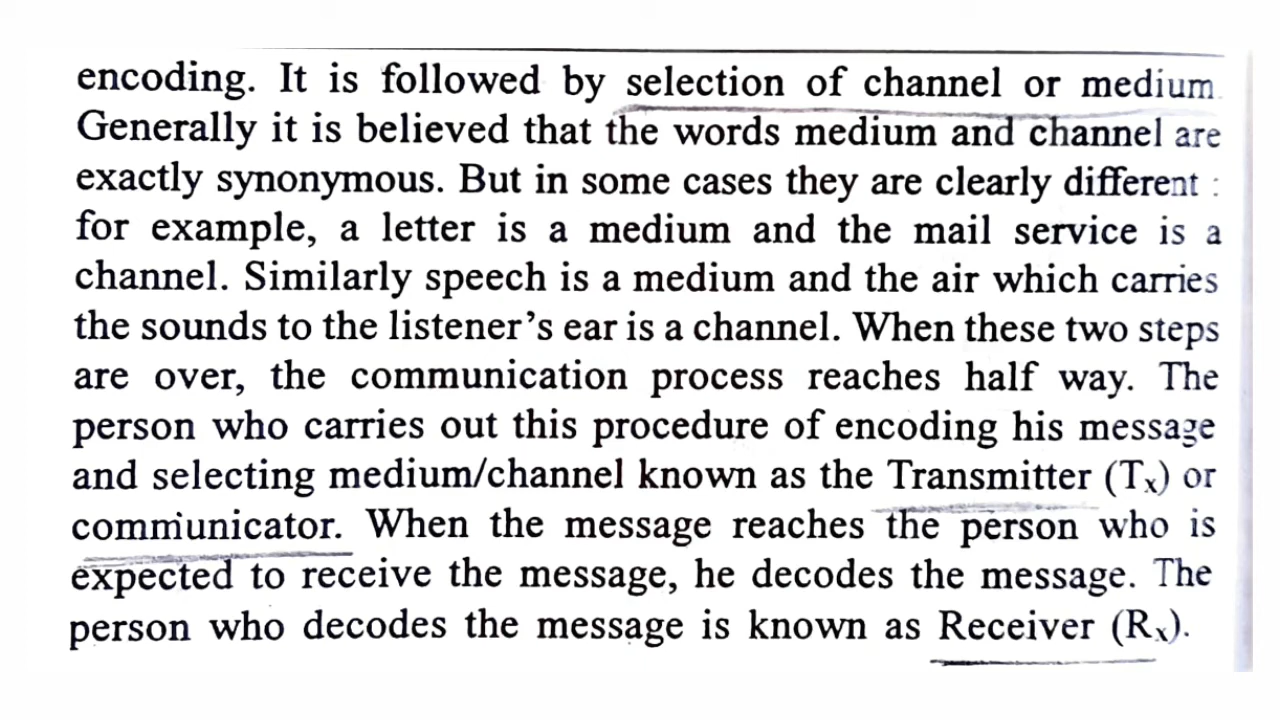 encoding. It is followed by selection of channel or medium.
Generally it is believed that the words medium and channel are
exactly synonymous. But in some cases they are clearly different :
for example, a letter is a medium and the mail service is a
channel. Similarly speech is a medium and the air which carries
the sounds to the listener’s ear is a channel. When these two steps
are over, the communication process reaches half way. The
person who carries out this procedure of encoding his message
and selecting medium/channel known as the Transmitter (Tₓ) or
communicator. When the message reaches the person who is
expected to receive the message, he decodes the message. The
person who decodes the message is known as Receiver (Rₓ).